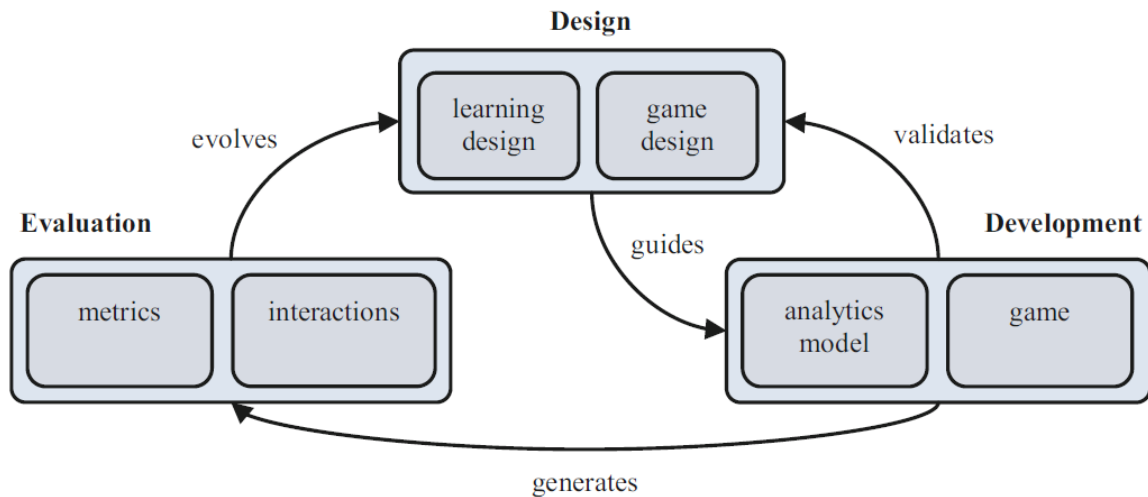 Design
learning
design
game
design
evolves
validates
Evaluation
Development
guides
metrics
interactions
analytics
model
game
generates